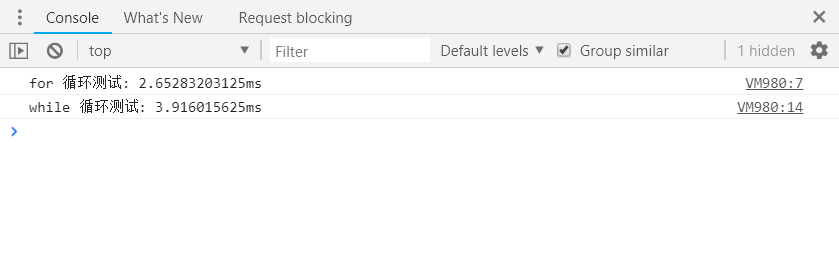 Console What's New Request blocking
top Filter Default levels Group similar 1 hidden
for 循环测试: 2.65283203125ms VM980:7
while 循环测试: 3.916015625ms VM980:14